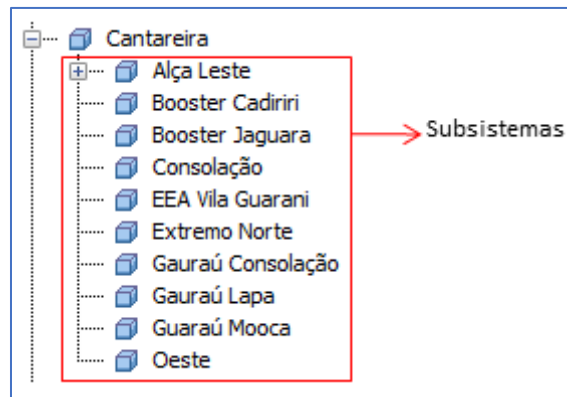 Cantareira
Alça Leste
Booster Cadiriri
Booster Jaguara
Subsistemas
Consolação
EEA Vila Guarani
Extremo Norte
Gauraú Consolação
Gauraú Lapa
Guaraú Mooca
Oeste